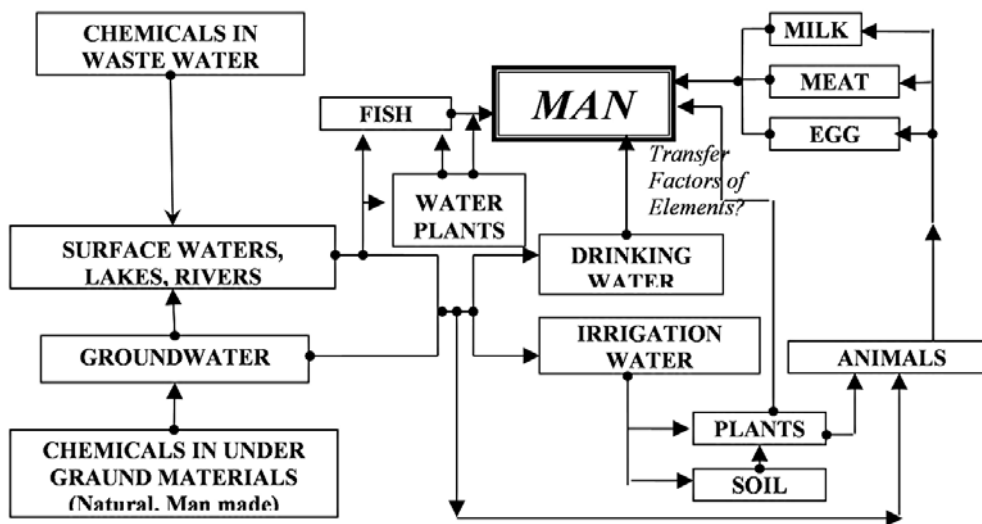 CHEMICALS IN
WASTE WATER
MILK
MEAT
EGG
MAN
FISH
Transfer
Factors of
Elements?
WATER
PLANTS
SURFACE WATERS,
LAKES, RIVERS
DRINKING
WATER
GROUNDWATER
IRRIGATION
WATER
ANIMALS
CHEMICALS IN UNDER
GRAUND MATERIALS
(Natural, Man made)
PLANTS
SOIL